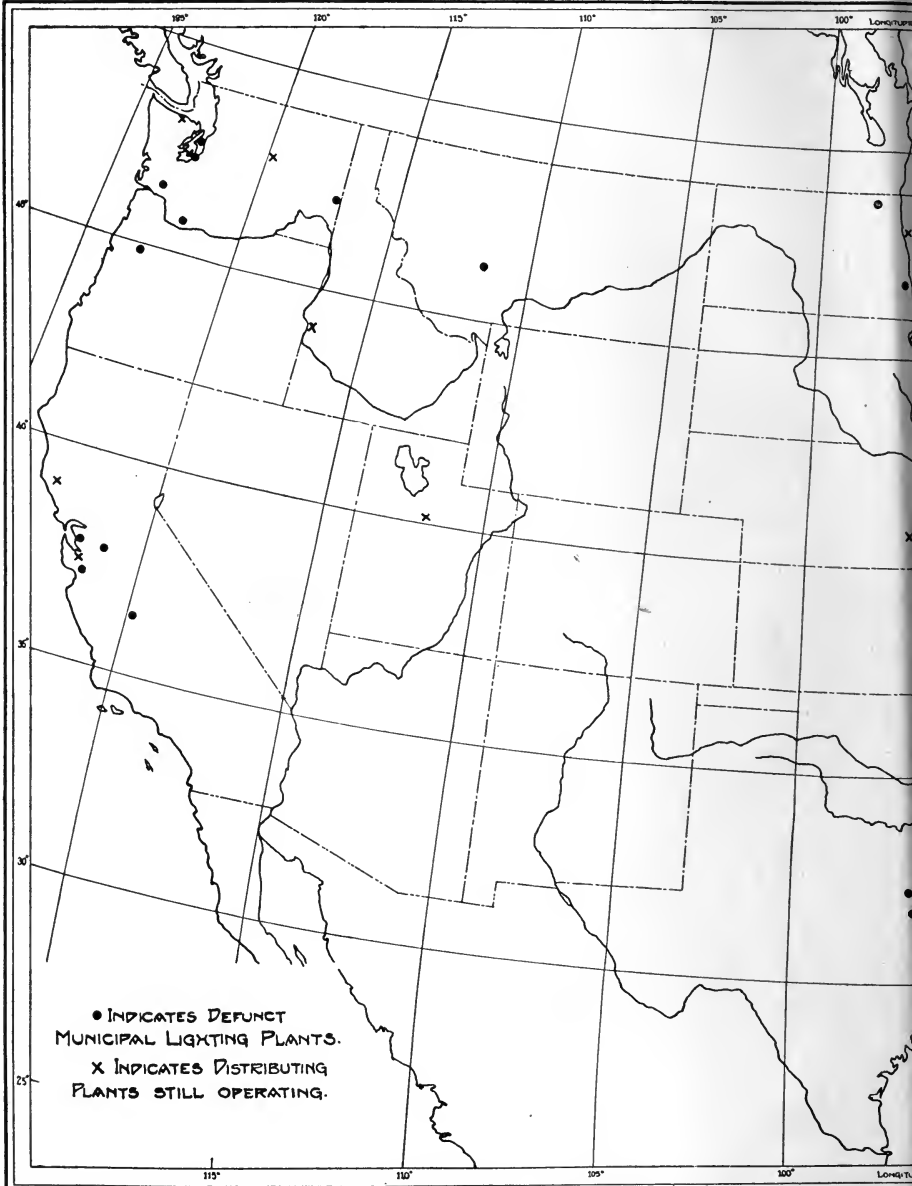 125° 120° 115° 110° 105° 100° LONGITUDE
45°
40°
35°
30°
25°
● INDICATES DEFUNCT
MUNICIPAL LIGHTING PLANTS.
X INDICATES DISTRIBUTING
PLANTS STILL OPERATING.
115° 110° 105° 100° LONGITU